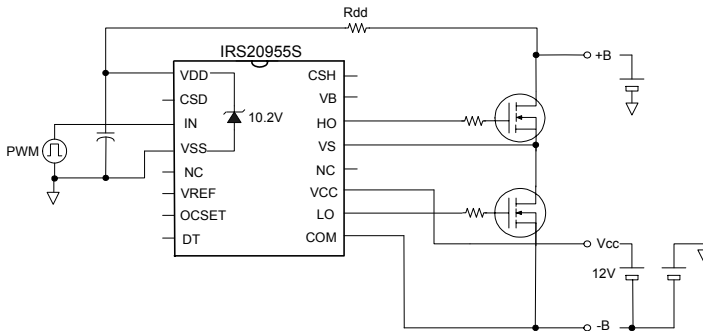 Rdd
IRS20955S
VDD
CSH
+B
CSD
VB
IN
10.2V
HO
PWM
VSS
VS
NC
NC
VREF
VCC
OCSET
LO
DT
COM
Vcc
12V
-B